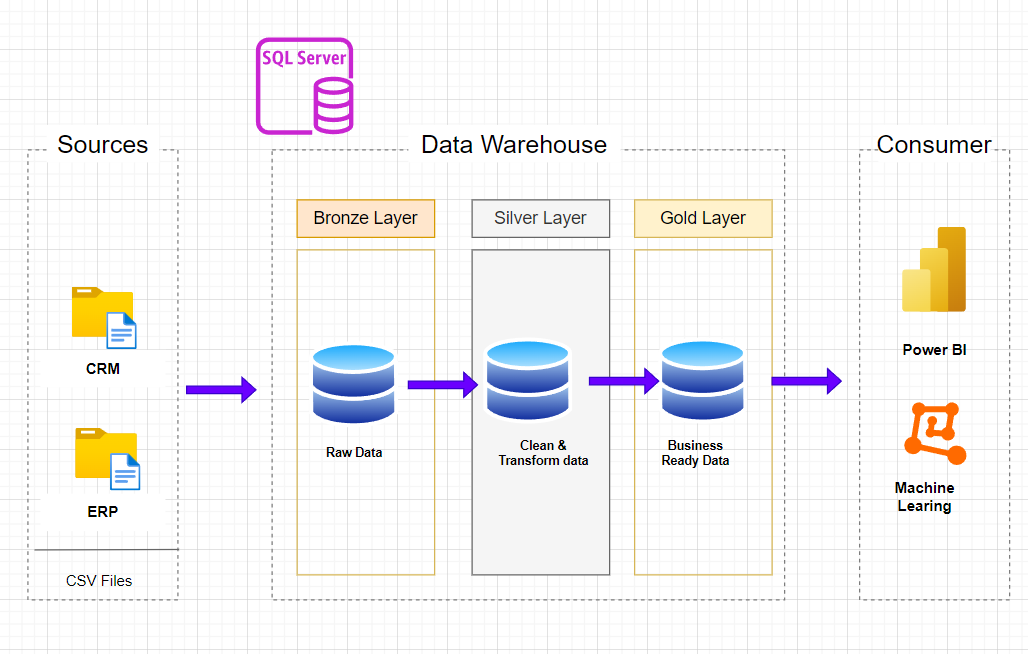 SQL Server
Sources
Data Warehouse
Consumer
Bronze Layer
Silver Layer
Gold Layer
CRM
ERP
CSV Files
Raw Data
Clean &
Transform data
Business
Ready Data
Power BI
Machine
Learing